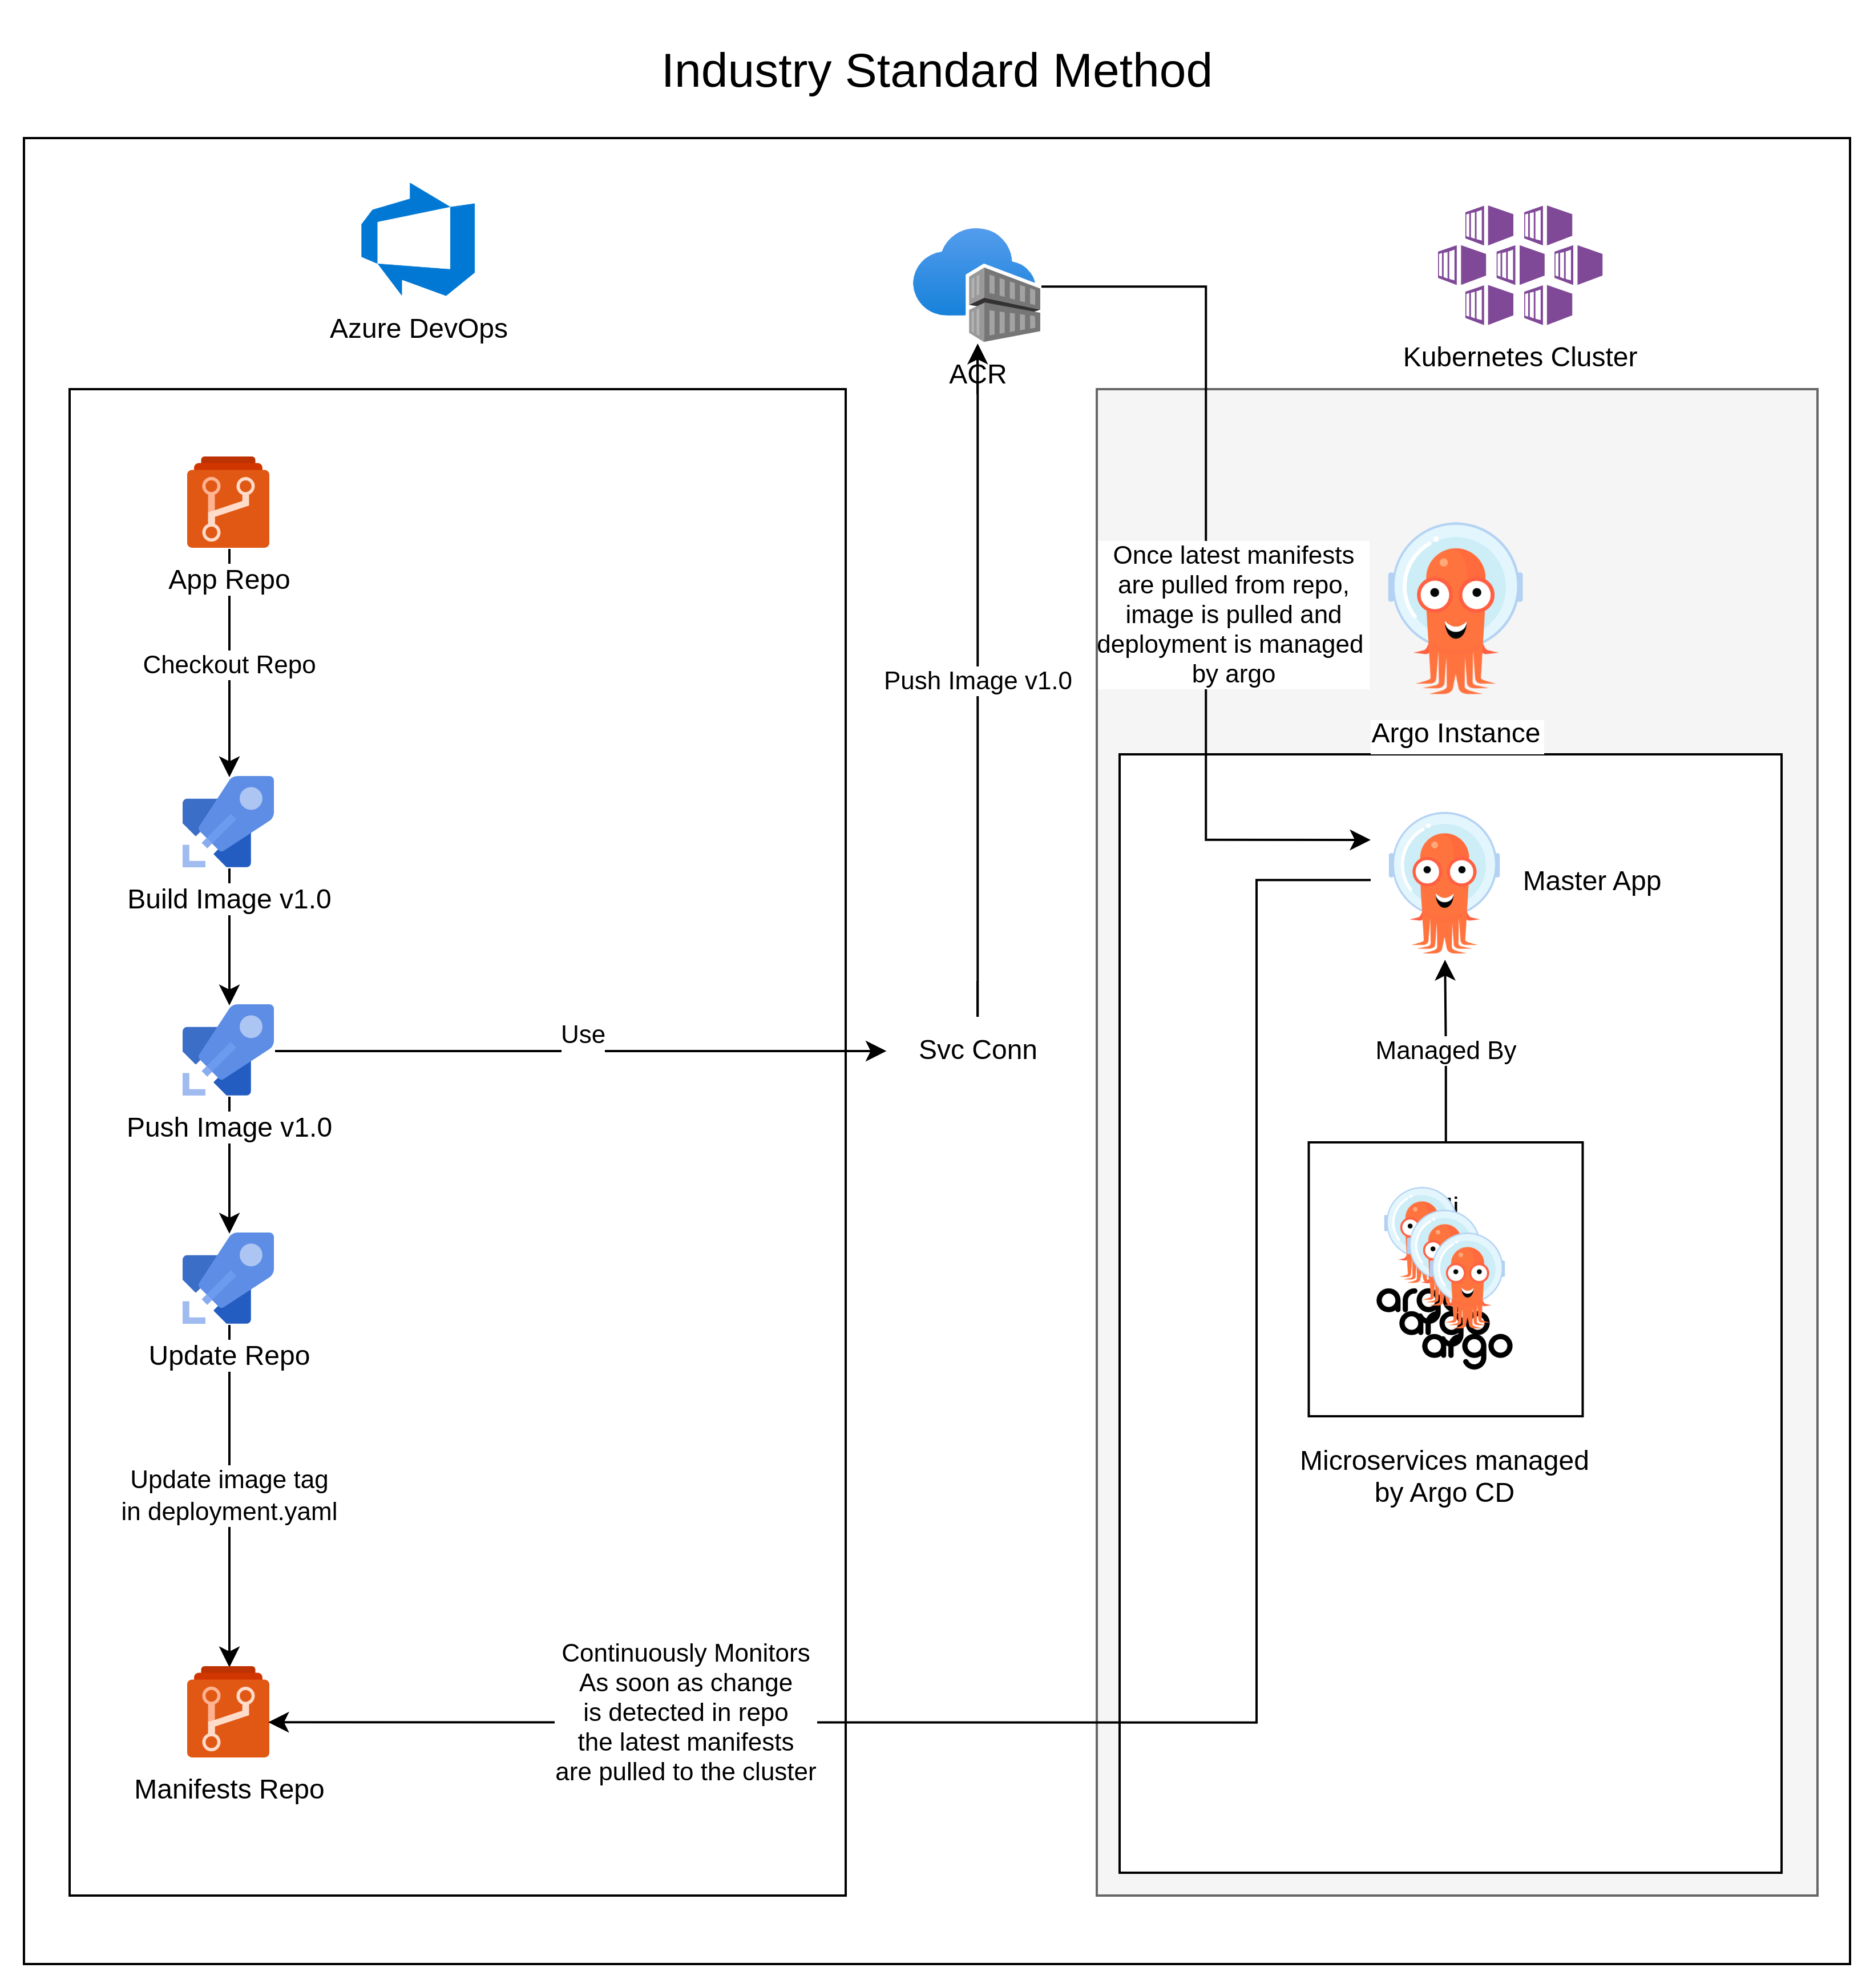 Industry Standard Method
Azure DevOps
ACR
Kubernetes Cluster
App Repo
Checkout Repo
Build Image v1.0
Push Image v1.0
Update Repo
Update image tag
in deployment.yaml
Manifests Repo
Use
Svc Conn
Push Image v1.0
Once latest manifests
are pulled from repo,
image is pulled and
deployment is managed
by argo
Argo Instance
Master App
Managed By
argo
argo
argo
Microservices managed
by Argo CD
Continuously Monitors
As soon as change
is detected in repo
the latest manifests
are pulled to the cluster